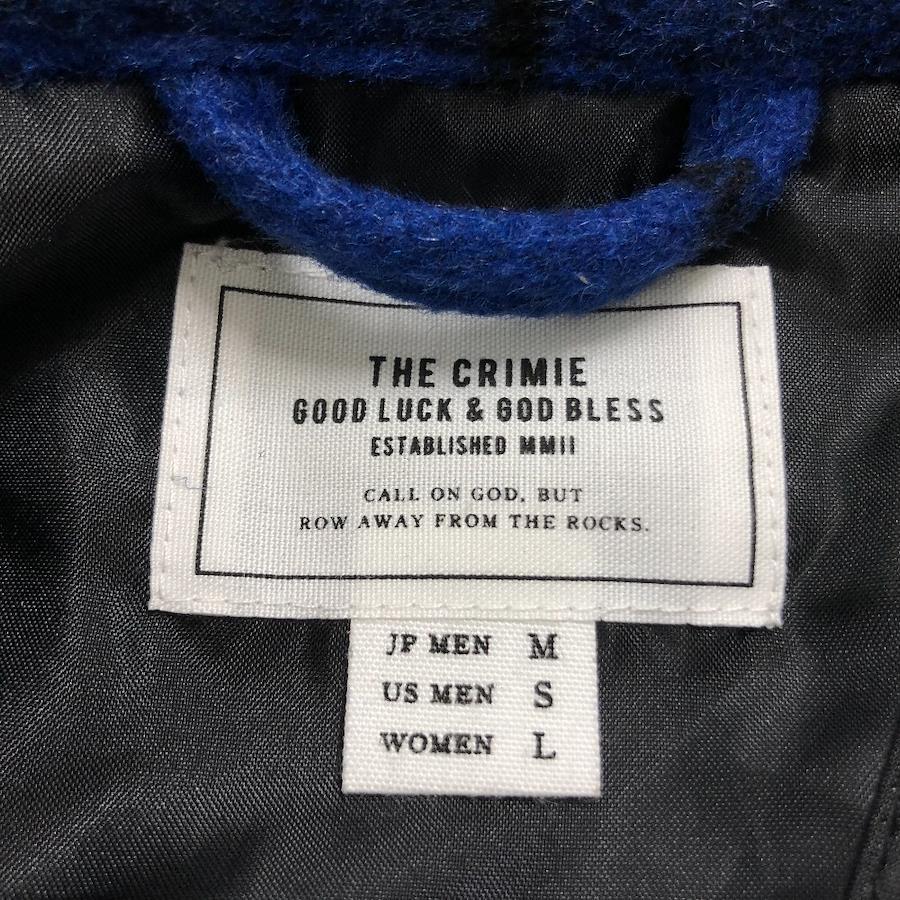 THE CRIMIE
GOOD LUCK & GOD BLESS
ESTABLISHED MMII
CALL ON GOD, BUT
ROW AWAY FROM THE ROCKS.
JP MEN M
US MEN S
WOMEN L